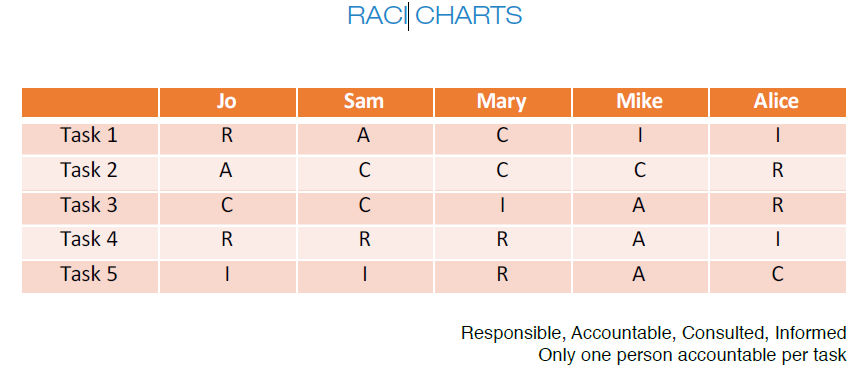 RACI CHARTS
Jo Sam Mary Mike Alice
Task 1 R A C I I
Task 2 A C C C R
Task 3 C C I A R
Task 4 R R R A I
Task 5 I I R A C
Responsible, Accountable, Consulted, Informed
Only one person accountable per task